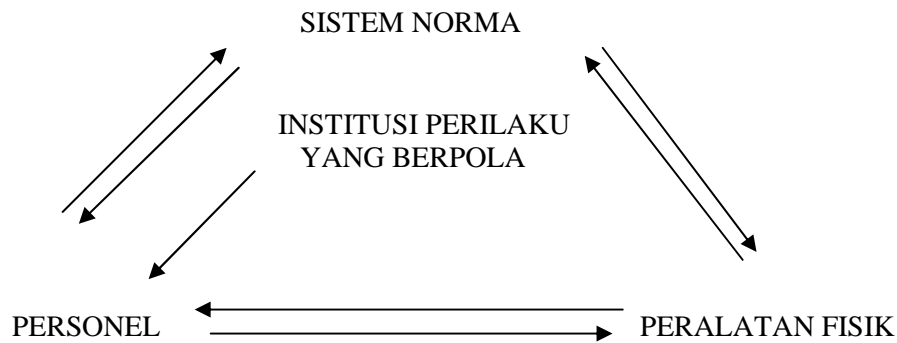 SISTEM NORMA
INSTITUSI PERILAKU
YANG BERPOLA
PERSONEL
PERALATAN FISIK